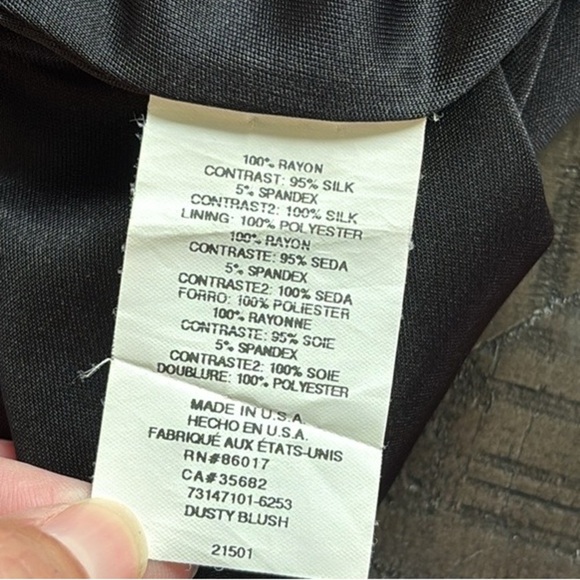 100% RAYON
CONTRAST: 95% SILK
5% SPANDEX
CONTRAST2: 100% SILK
LINING: 100% POLYESTER
100% RAYON
CONTRASTE: 95% SEDA
5% SPANDEX
CONTRASTE2: 100% SEDA
FORRO: 100% POLIESTER
100% RAYONNE
CONTRASTE: 95% SOIE
5% SPANDEX
CONTRASTE2: 100% SOIE
DOUBLURE: 100% POLYESTER
MADE IN U.S.A.
HECHO EN U.S.A.
FABRIQUÉ AUX ÉTATS-UNIS
RN#86017
CA#35682
73147101-6253
DUSTY BLUSH
21501